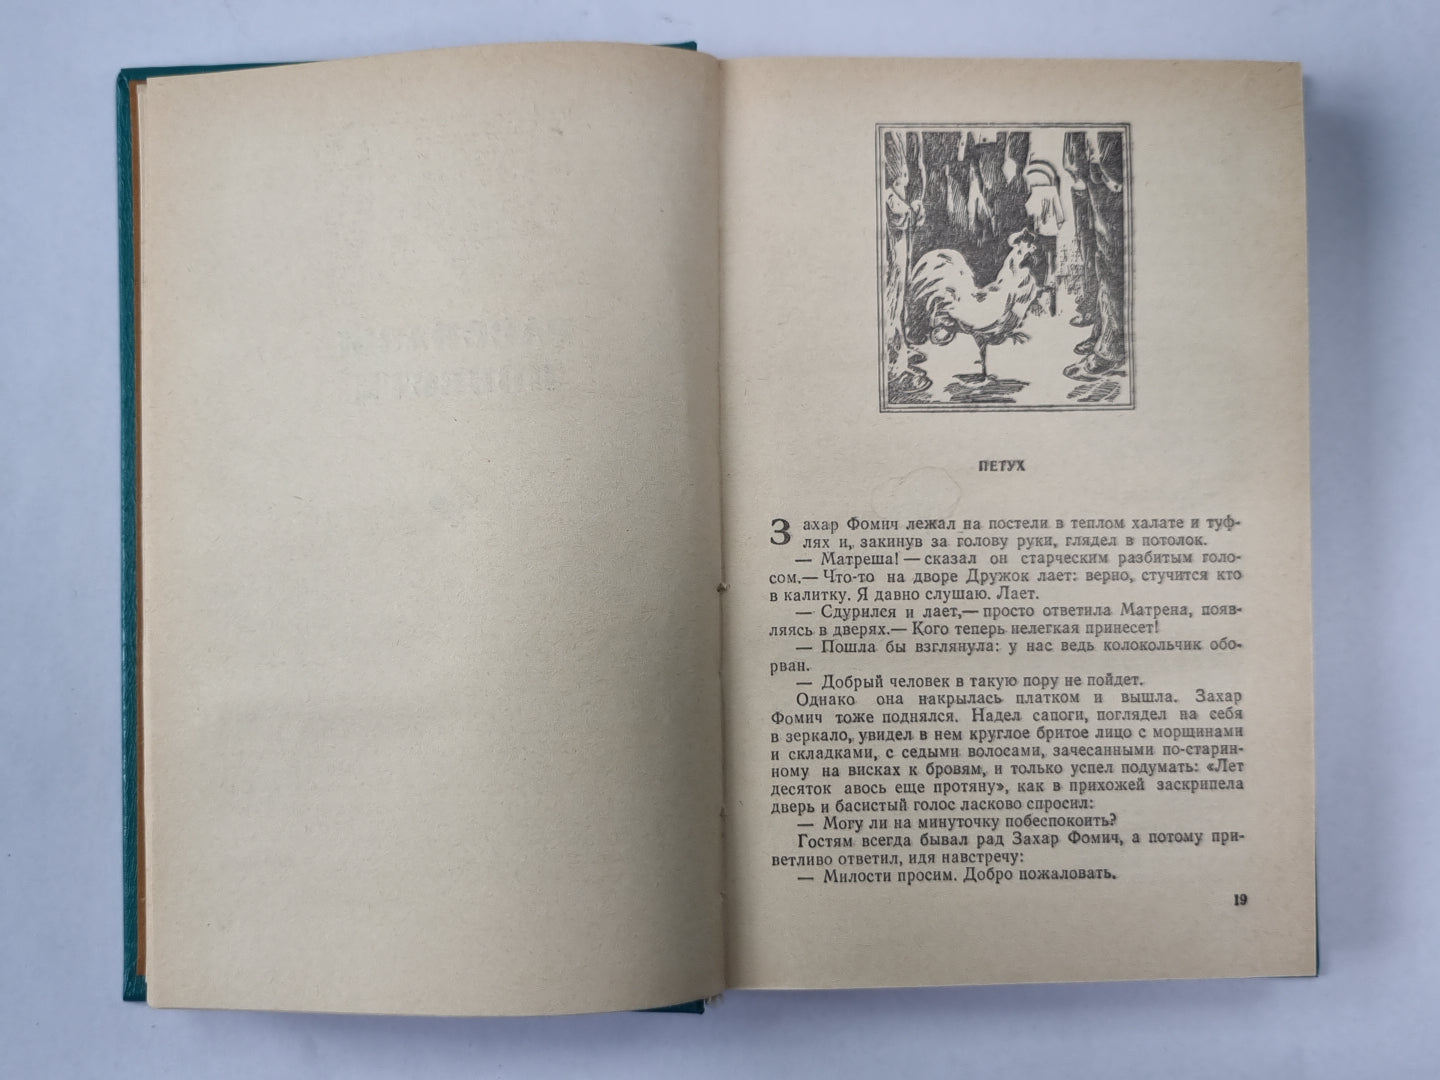 ПЕТУХ
Захар Фомич лежал на постели в теплом халате и туф-
лях и, закинув за голову руки, глядел в потолок.
— Матреша! — сказал он старческим разбитым голо-
сом.— Что-то на дворе Дружок лает: верно, стучится кто
в калитку. Я давно слушаю. Лает.
— Сдурился и лает,— просто ответила Матрена, появ-
ляясь в дверях.— Кого теперь нелегкая принесет!
— Пошла бы взглянула: у нас ведь колокольчик обо-
рван.
— Добрый человек в такую пору не пойдет.
Однако она накрылась платком и вышла. Захар
Фомич тоже поднялся. Надел сапоги, поглядел на себя
в зеркало, увидел в нем круглое бритое лицо с морщинами
и складками, с седыми волосами, зачесанными по-старин-
ному на висках к бровям, и только успел подумать: «Лет
десяток авось еще протяну», как в прихожей заскрипела
дверь и басистый голос ласково спросил:
— Могу ли на минуточку побеспокоить?
Гостям всегда бывал рад Захар Фомич, а потому при-
ветливо ответил, идя навстречу:
— Милости просим. Добро пожаловать.
19